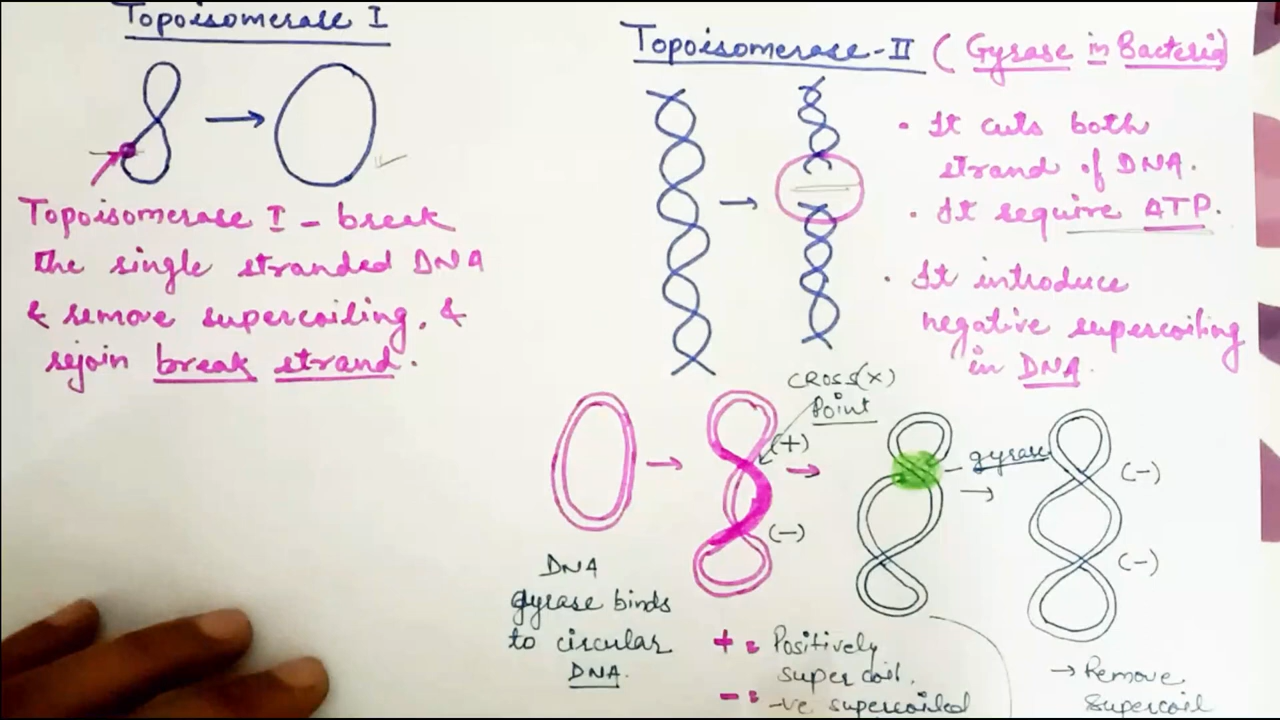 Topoisomerase I
Topoisomerase I - break
the single stranded DNA
& remove supercoiling, &
rejoin break strand.
Topoisomerase-II (Gyrase in Bacteria)
• It cuts both
strand of DNA.
• It require ATP.
• It introduce
negative supercoiling
in DNA.
CROSS(X)
Point
(+)
(-)
gyrase
(-)
(-)
DNA
gyrase binds
to circular
DNA.
+ = Positively
super coil.
- = -ve supercoiled
→ Remove
supercoil